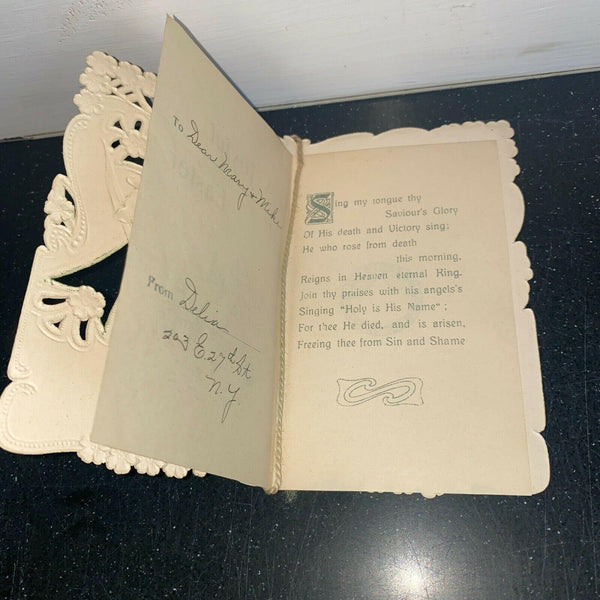 To Dear Mary & Mike
From Delia
203 E. 27th St
N.Y
Sing my tongue thy
Saviour's Glory
Of His death and Victory sing;
He who rose from death
this morning,
Reigns in Heaven eternal King.
Join thy praises with his angels's
Singing "Holy is His Name";
For thee He died, and is arisen,
Freeing thee from Sin and Shame